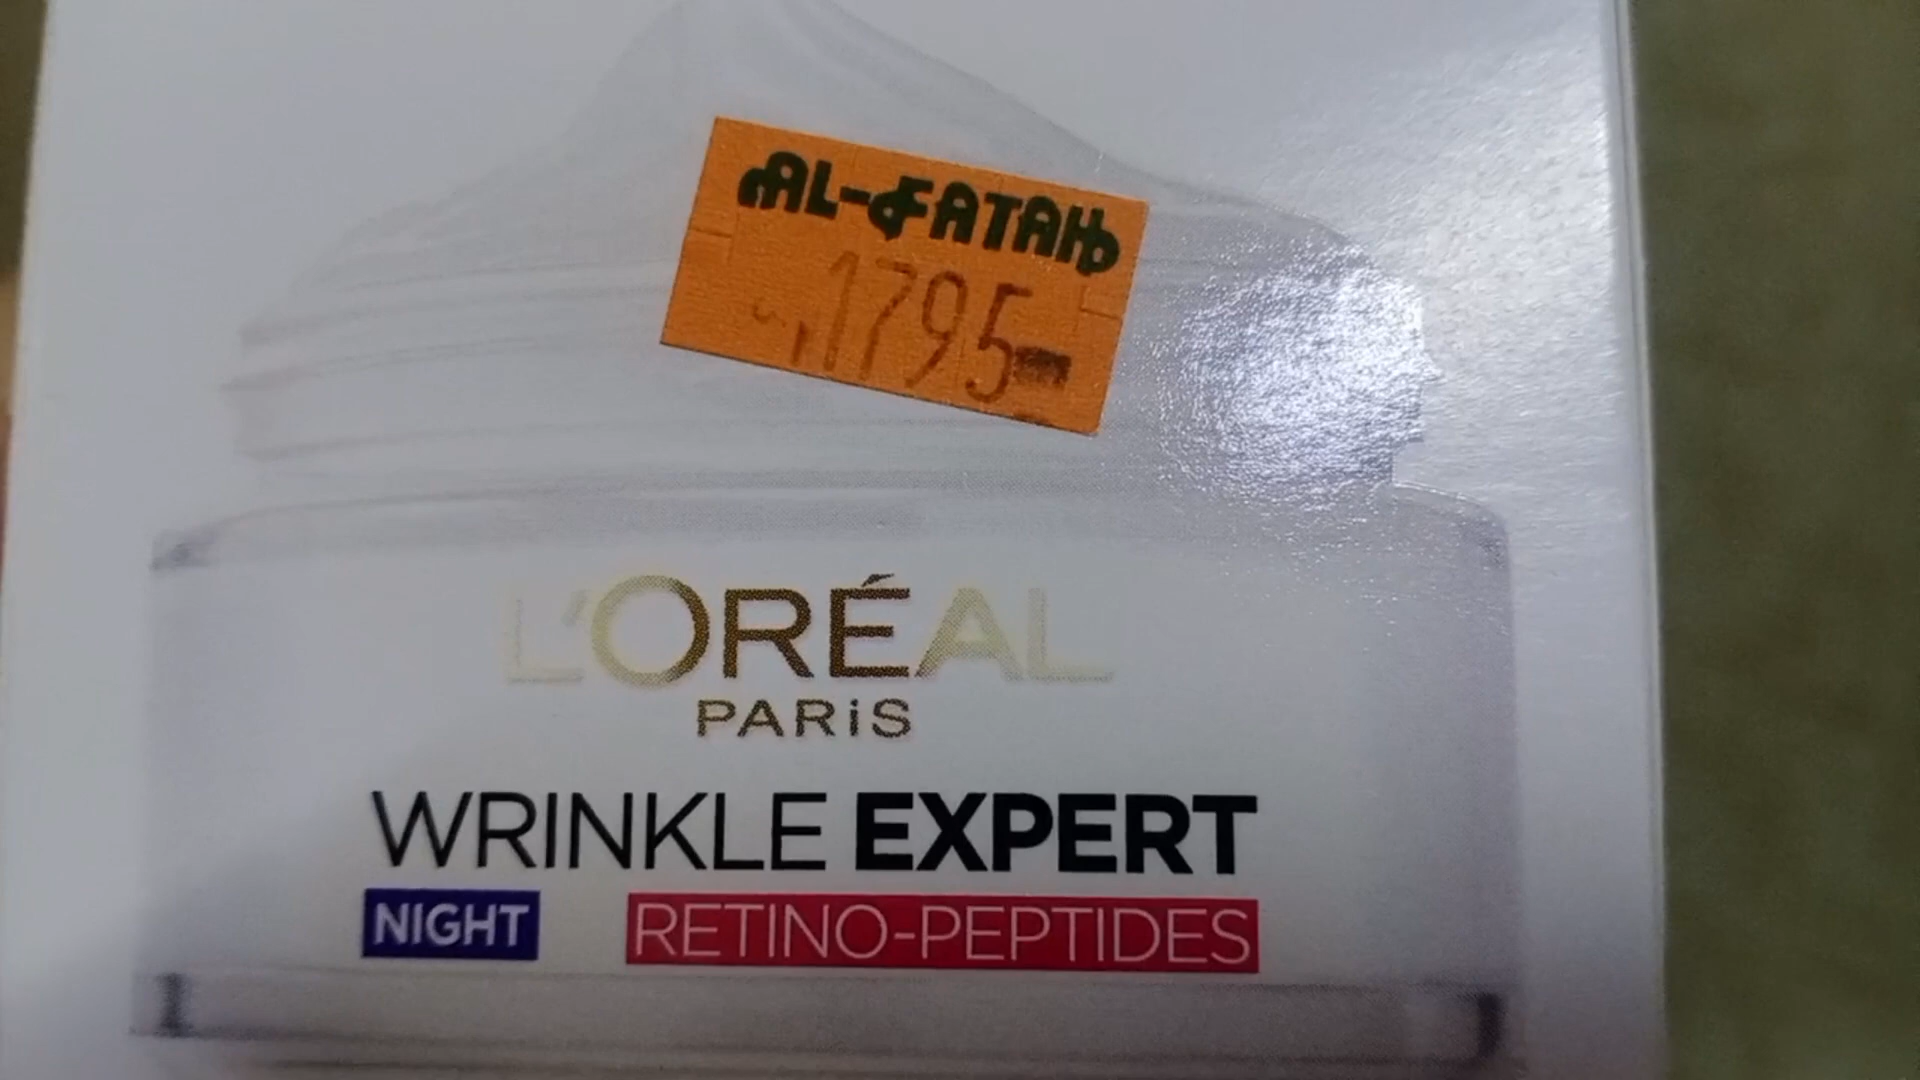 AL-FATAH
1795-
L'ORÉAL
PARiS
WRINKLE EXPERT
NIGHT RETINO-PEPTIDES